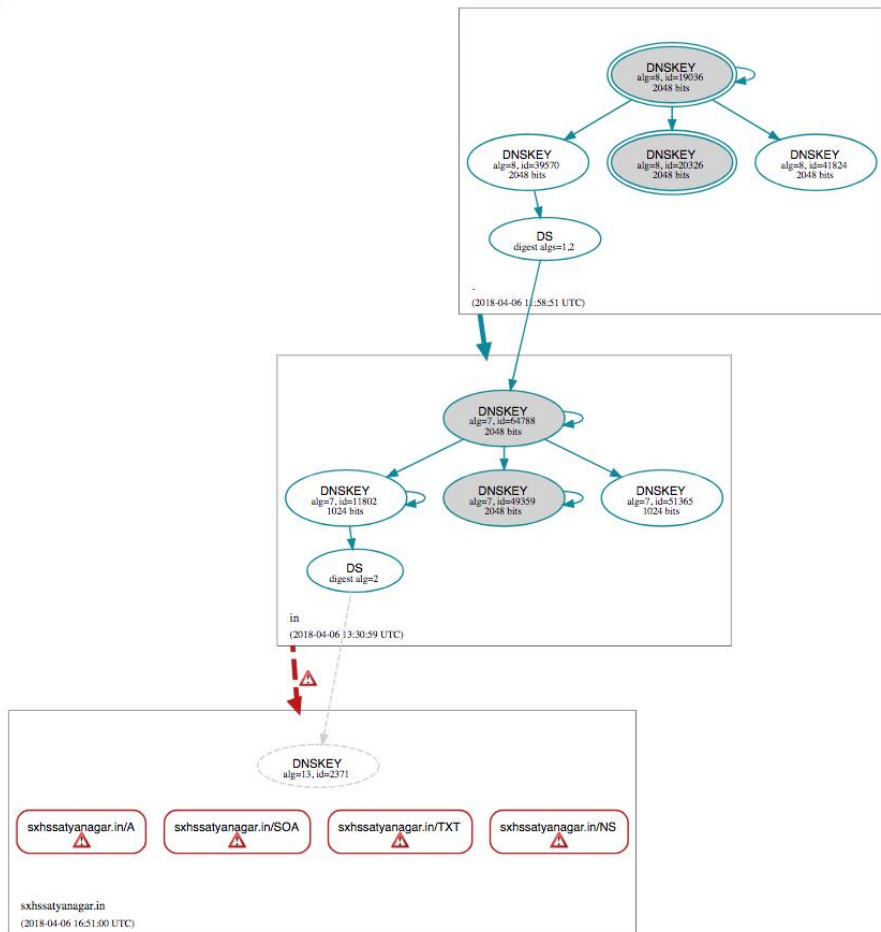 DNSKEY
alg=8, id=19036
2048 bits
DNSKEY
alg=8, id=39570
2048 bits
DNSKEY
alg=8, id=20326
2048 bits
DNSKEY
alg=8, id=41824
2048 bits
DS
digest algs=1,2
.
(2018-04-06 11:58:51 UTC)
DNSKEY
alg=7, id=64788
2048 bits
DNSKEY
alg=7, id=11802
1024 bits
DNSKEY
alg=7, id=49359
2048 bits
DNSKEY
alg=7, id=51365
1024 bits
DS
digest alg=2
in
(2018-04-06 13:30:59 UTC)
DNSKEY
alg=13, id=2371
sxhssatyanagar.in/A
sxhssatyanagar.in/SOA
sxhssatyanagar.in/TXT
sxhssatyanagar.in/NS
sxhssatyanagar.in
(2018-04-06 16:51:00 UTC)